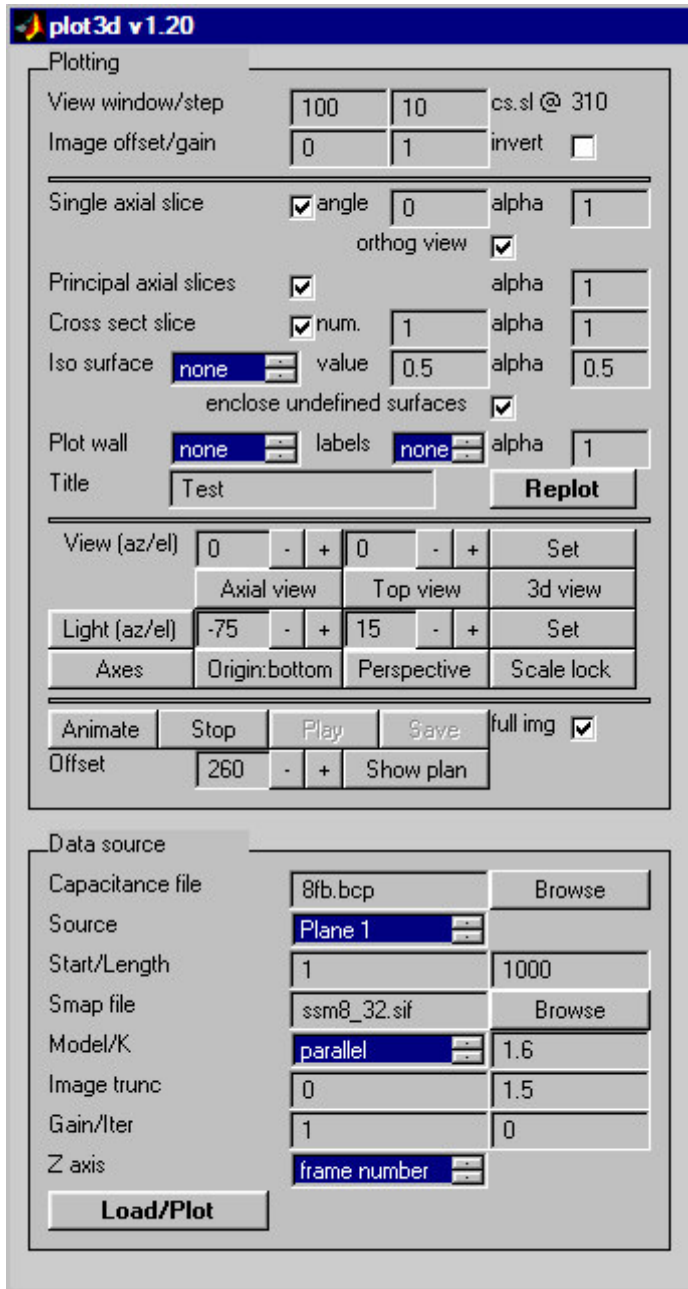 plot3d v1.20
Plotting
View window/step 100 10 cs.sl @ 310
Image offset/gain 0 1 invert
Single axial slice angle 0 alpha 1
orthog view
Principal axial slices alpha 1
Cross sect slice num. 1 alpha 1
Iso surface none value 0.5 alpha 0.5
enclose undefined surfaces
Plot wall none labels none alpha 1
Title Test Replot
View (az/el) 0 - + 0 - + Set
Axial view Top view 3d view
Light (az/el) -75 - + 15 - + Set
Axes Origin:bottom Perspective Scale lock
Animate Stop Play Save full img
Offset 260 - + Show plan
Data source
Capacitance file 8fb.bcp Browse
Source Plane 1
Start/Length 1 1000
Smap file ssm8_32.sif Browse
Model/K parallel 1.6
Image trunc 0 1.5
Gain/Iter 1 0
Z axis frame number
Load/Plot